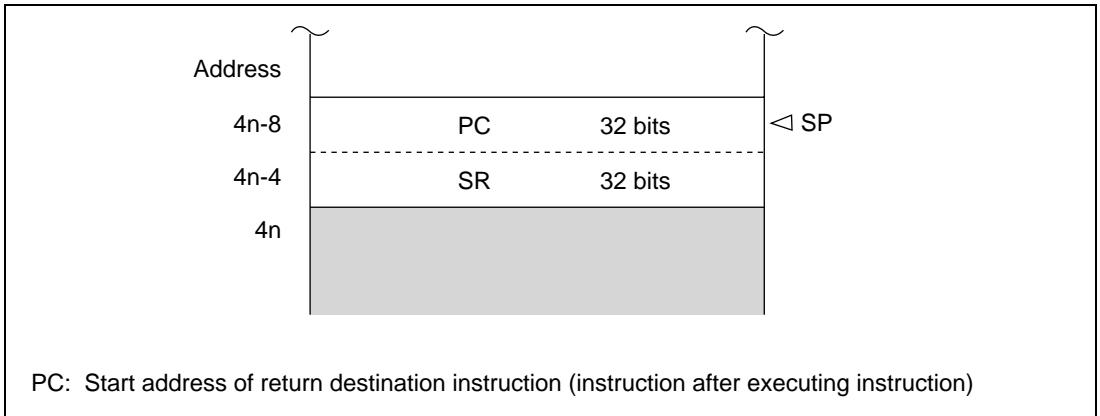 Address
4n-8 PC 32 bits SP
4n-4 SR 32 bits
4n
PC: Start address of return destination instruction (instruction after executing instruction)